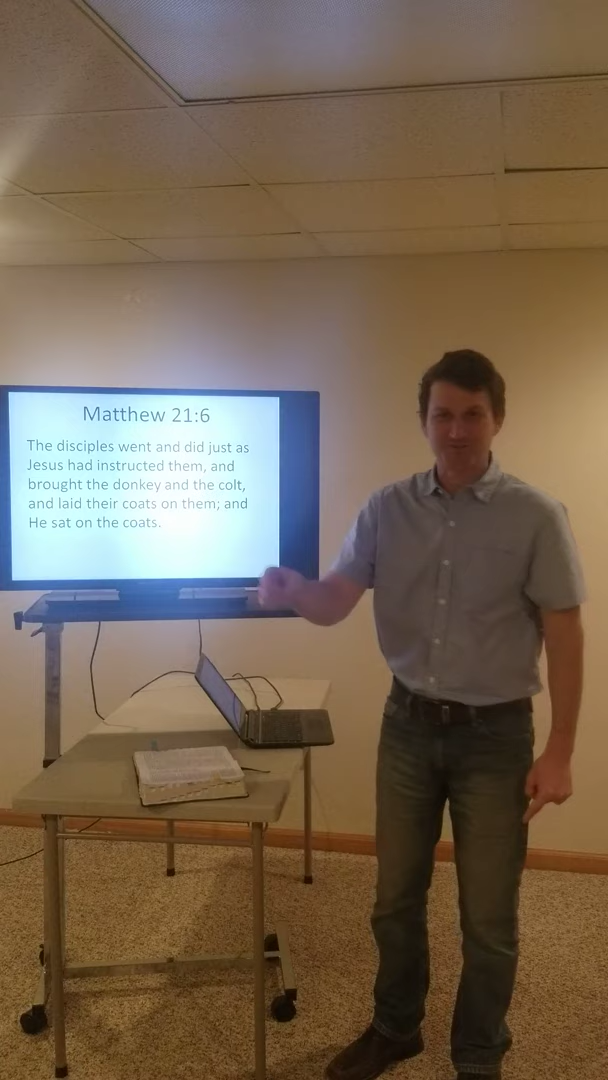 Matthew 21:6
The disciples went and did just as
Jesus had instructed them, and
brought the donkey and the colt,
and laid their coats on them; and
He sat on the coats.